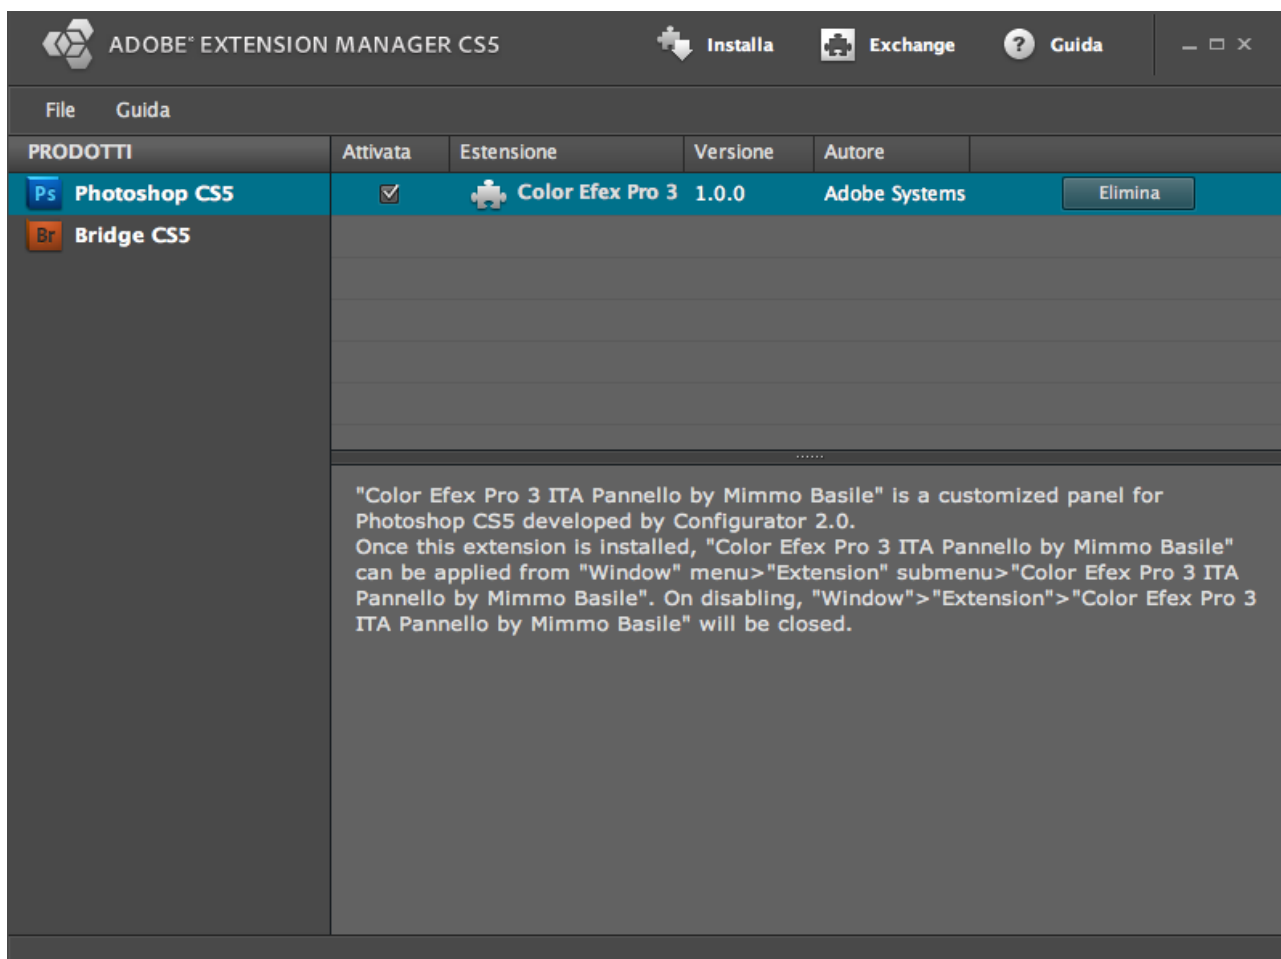 ADOBE® EXTENSION MANAGER CS5
Installa
Exchange
? Guida
File Guida
PRODOTTI
Attivata Estensione Versione Autore
Ps Photoshop CS5
Color Efex Pro 3 1.0.0 Adobe Systems Elimina
Br Bridge CS5
"Color Efex Pro 3 ITA Pannello by Mimmo Basile" is a customized panel for
Photoshop CS5 developed by Configurator 2.0.
Once this extension is installed, "Color Efex Pro 3 ITA Pannello by Mimmo Basile"
can be applied from "Window" menu>"Extension" submenu>"Color Efex Pro 3 ITA
Pannello by Mimmo Basile". On disabling, "Window">"Extension">"Color Efex Pro 3
ITA Pannello by Mimmo Basile" will be closed.